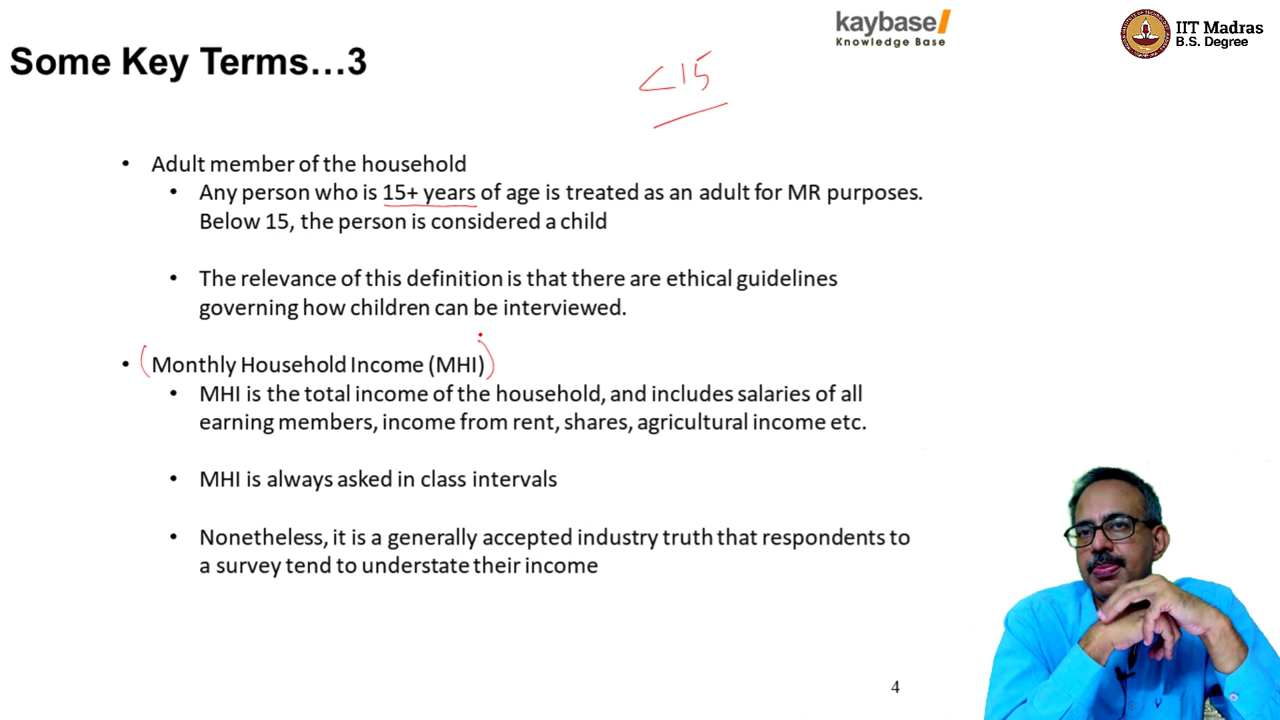 kaybase
Knowledge Base
IIT Madras
B.S. Degree
Some Key Terms...3
<15
• Adult member of the household
• Any person who is 15+ years of age is treated as an adult for MR purposes.
Below 15, the person is considered a child
• The relevance of this definition is that there are ethical guidelines
governing how children can be interviewed.
• (Monthly Household Income (MHI))
• MHI is the total income of the household, and includes salaries of all
earning members, income from rent, shares, agricultural income etc.
• MHI is always asked in class intervals
• Nonetheless, it is a generally accepted industry truth that respondents to
a survey tend to understate their income
4